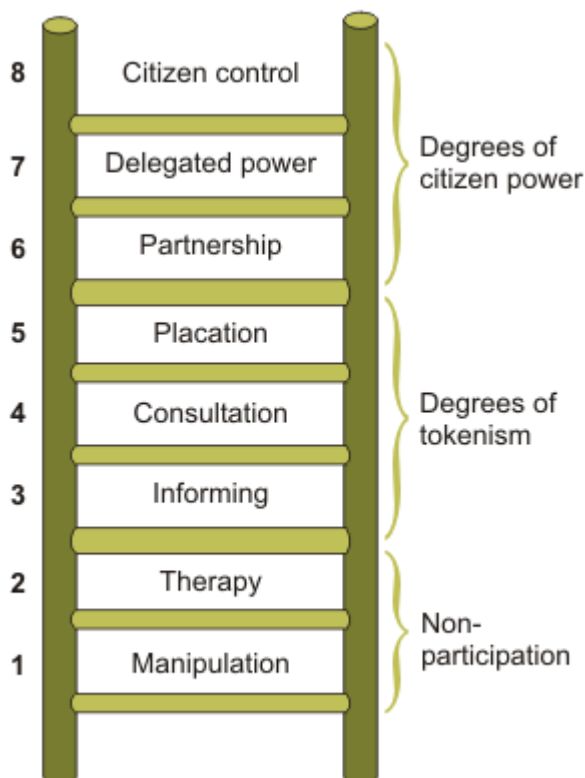 8 Citizen control
7 Delegated power
Degrees of
citizen power
6 Partnership
5 Placation
4 Consultation
Degrees of
tokenism
3 Informing
2 Therapy
Non-
participation
1 Manipulation